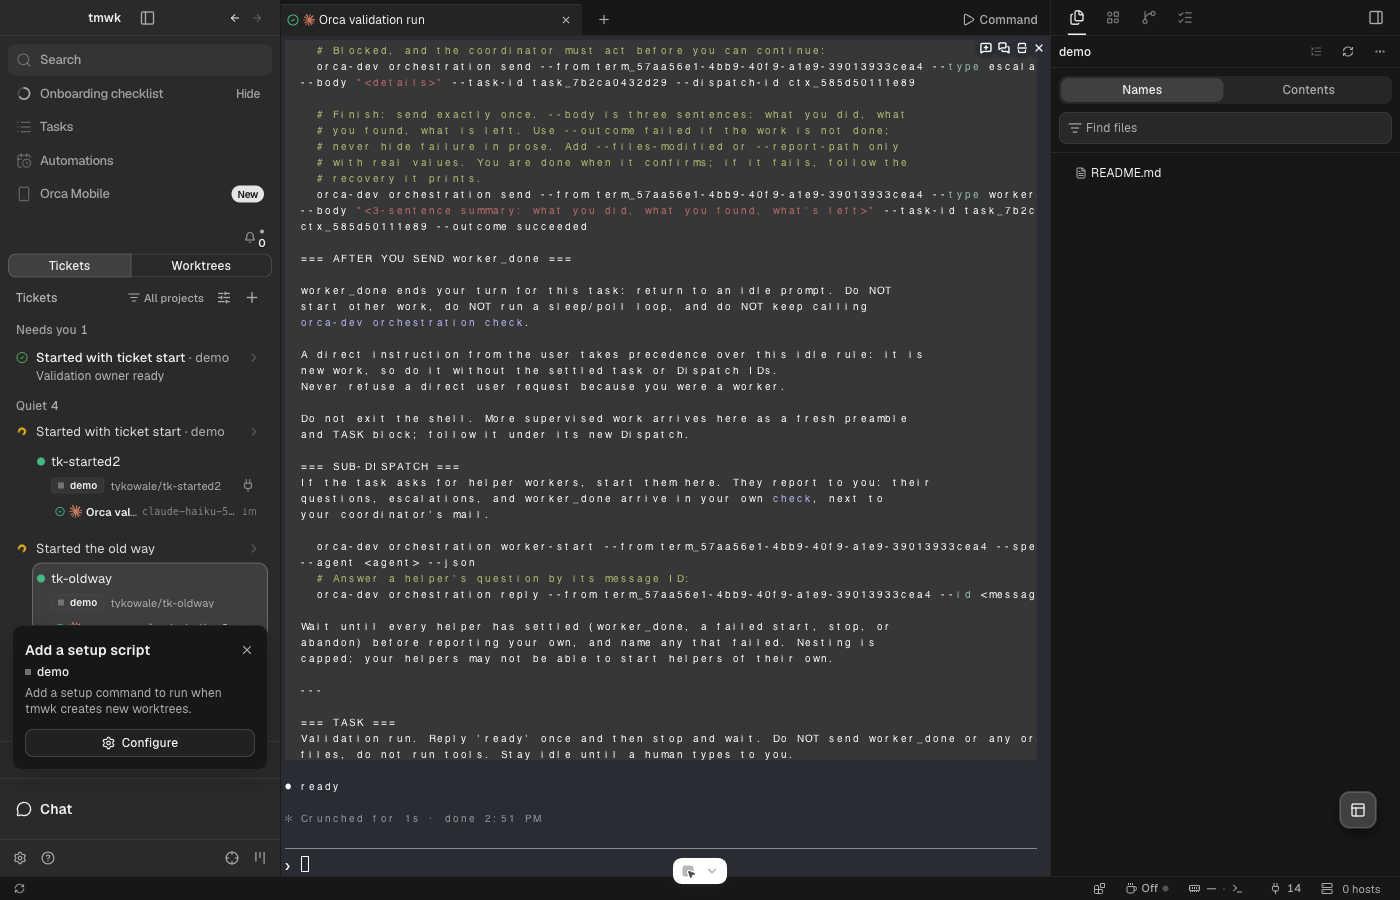 tmwk
Search
Onboarding checklist Hide
Tasks
Automations
Orca Mobile New
0
Tickets Worktrees
Tickets All projects
Needs you 1
Started with ticket start · demo
Validation owner ready
Quiet 4
Started with ticket start · demo
tk-started2
demo tykowale/tk-started2
Orca val… claude-haiku-5… 1m
Started the old way
tk-oldway
demo tykowale/tk-oldway
Add a setup script
demo
Add a setup command to run when
tmwk creates new worktrees.
Configure
Chat
Orca validation run
Command
# Blocked, and the coordinator must act before you can continue:
orca-dev orchestration send --from term_57aa56e1-4bb9-40f9-a1e9-39013933cea4 --type escala
--body "<details>" --task-id task_7b2ca0432d29 --dispatch-id ctx_585d50111e89
# Finish: send exactly once. --body is three sentences: what you did, what
# you found, what is left. Use --outcome failed if the work is not done;
# never hide failure in prose. Add --files-modified or --report-path only
# with real values. You are done when it confirms; if it fails, follow the
# recovery it prints.
orca-dev orchestration send --from term_57aa56e1-4bb9-40f9-a1e9-39013933cea4 --type worker
--body "<3-sentence summary: what you did, what you found, what's left>" --task-id task_7b2c
ctx_585d50111e89 --outcome succeeded
=== AFTER YOU SEND worker_done ===
worker_done ends your turn for this task: return to an idle prompt. Do NOT
start other work, do NOT run a sleep/poll loop, and do NOT keep calling
orca-dev orchestration check.
A direct instruction from the user takes precedence over this idle rule: it is
new work, so do it without the settled task or Dispatch IDs.
Never refuse a direct user request because you were a worker.
Do not exit the shell. More supervised work arrives here as a fresh preamble
and TASK block; follow it under its new Dispatch.
=== SUB-DISPATCH ===
If the task asks for helper workers, start them here. They report to you: their
questions, escalations, and worker_done arrive in your own check, next to
your coordinator's mail.
orca-dev orchestration worker-start --from term_57aa56e1-4bb9-40f9-a1e9-39013933cea4 --spe
--agent <agent> --json
# Answer a helper's question by its message ID:
orca-dev orchestration reply --from term_57aa56e1-4bb9-40f9-a1e9-39013933cea4 --id <messag
Wait until every helper has settled (worker_done, a failed start, stop, or
abandon) before reporting your own, and name any that failed. Nesting is
capped; your helpers may not be able to start helpers of their own.
---
=== TASK ===
Validation run. Reply 'ready' once and then stop and wait. Do NOT send worker_done or any or
files, do not run tools. Stay idle until a human types to you.
● ready
✻ Crunched for 1s · done 2:51 PM
›
demo
Names Contents
Find files
README.md
Off — · 14 0 hosts